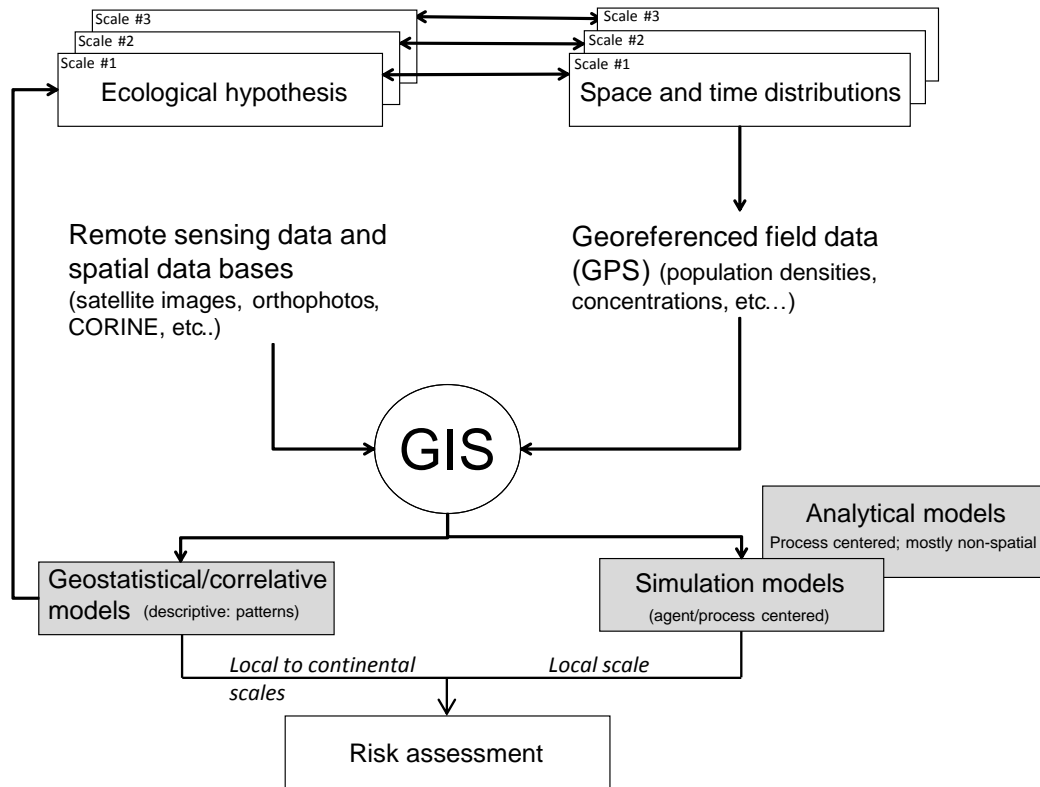 Scale #3
Scale #2
Scale #1
Ecological hypothesis
Scale #3
Scale #2
Scale #1
Space and time distributions
Remote sensing data and
spatial data bases
(satellite images, orthophotos,
CORINE, etc..)
Georeferenced field data
(GPS) (population densities,
concentrations, etc…)
GIS
Analytical models
Process centered; mostly non-spatial
Geostatistical/correlative
models (descriptive: patterns)
Simulation models
(agent/process centered)
Local to continental
scales
Local scale
Risk assessment